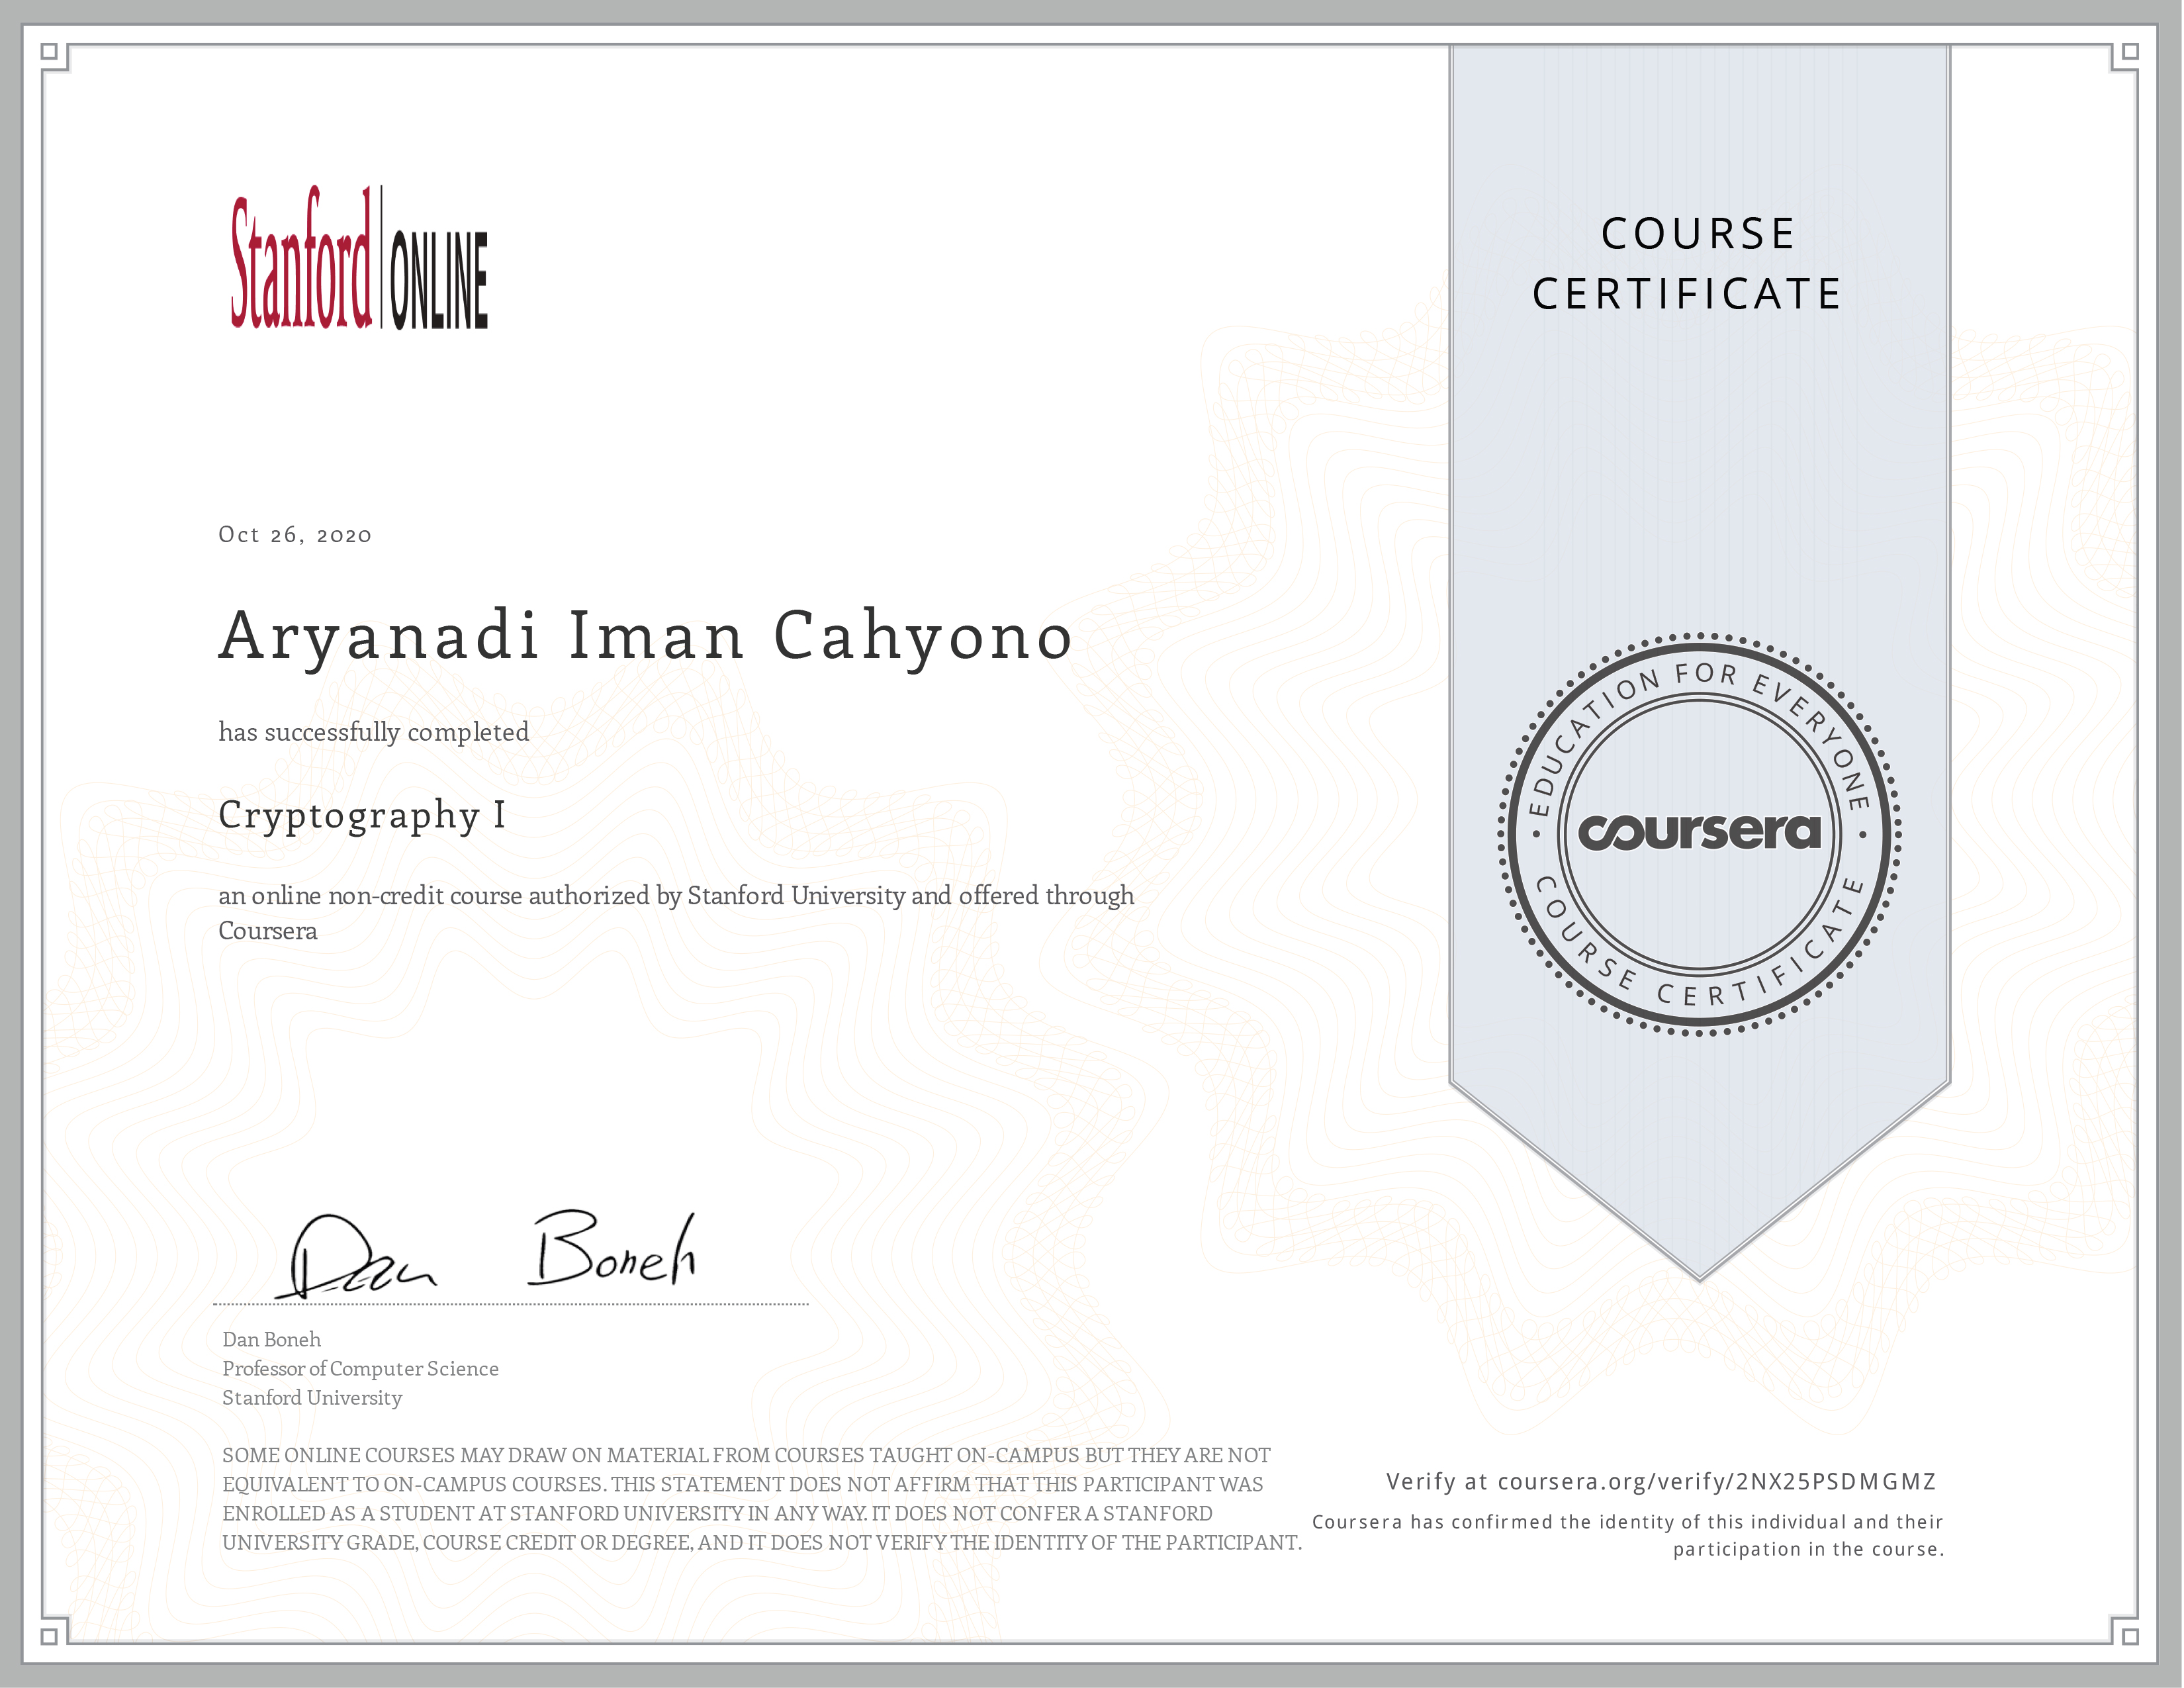 Stanford | ONLINE
COURSE
CERTIFICATE
Oct 26, 2020
Aryanadi Iman Cahyono
has successfully completed
Cryptography I
an online non-credit course authorized by Stanford University and offered through
Coursera
EDUCATION FOR EVERYONE
coursera
COURSE CERTIFICATE
Dan Boneh
Dan Boneh
Professor of Computer Science
Stanford University
SOME ONLINE COURSES MAY DRAW ON MATERIAL FROM COURSES TAUGHT ON-CAMPUS BUT THEY ARE NOT
EQUIVALENT TO ON-CAMPUS COURSES. THIS STATEMENT DOES NOT AFFIRM THAT THIS PARTICIPANT WAS
ENROLLED AS A STUDENT AT STANFORD UNIVERSITY IN ANY WAY. IT DOES NOT CONFER A STANFORD
UNIVERSITY GRADE, COURSE CREDIT OR DEGREE, AND IT DOES NOT VERIFY THE IDENTITY OF THE PARTICIPANT.
Verify at coursera.org/verify/2NX25PSDMGMZ
Coursera has confirmed the identity of this individual and their
participation in the course.